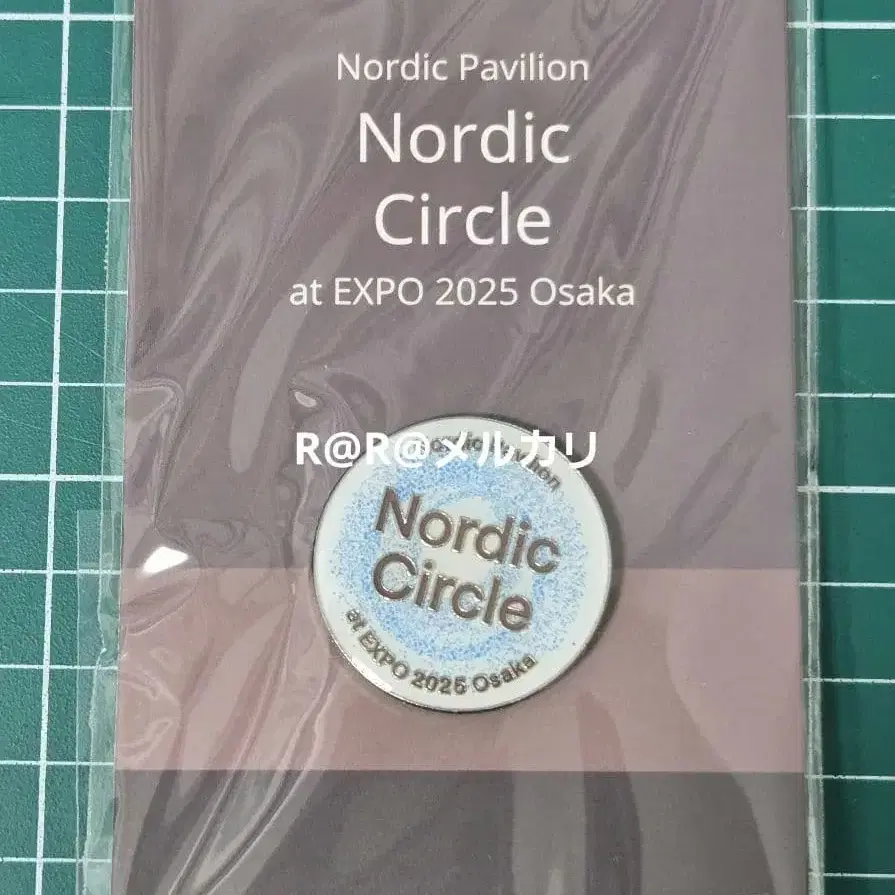 Nordic Pavilion
Nordic
Circle
at EXPO 2025 Osaka
R@R@メルカリ
Nordic
Circle
at EXPO 2025 Osaka